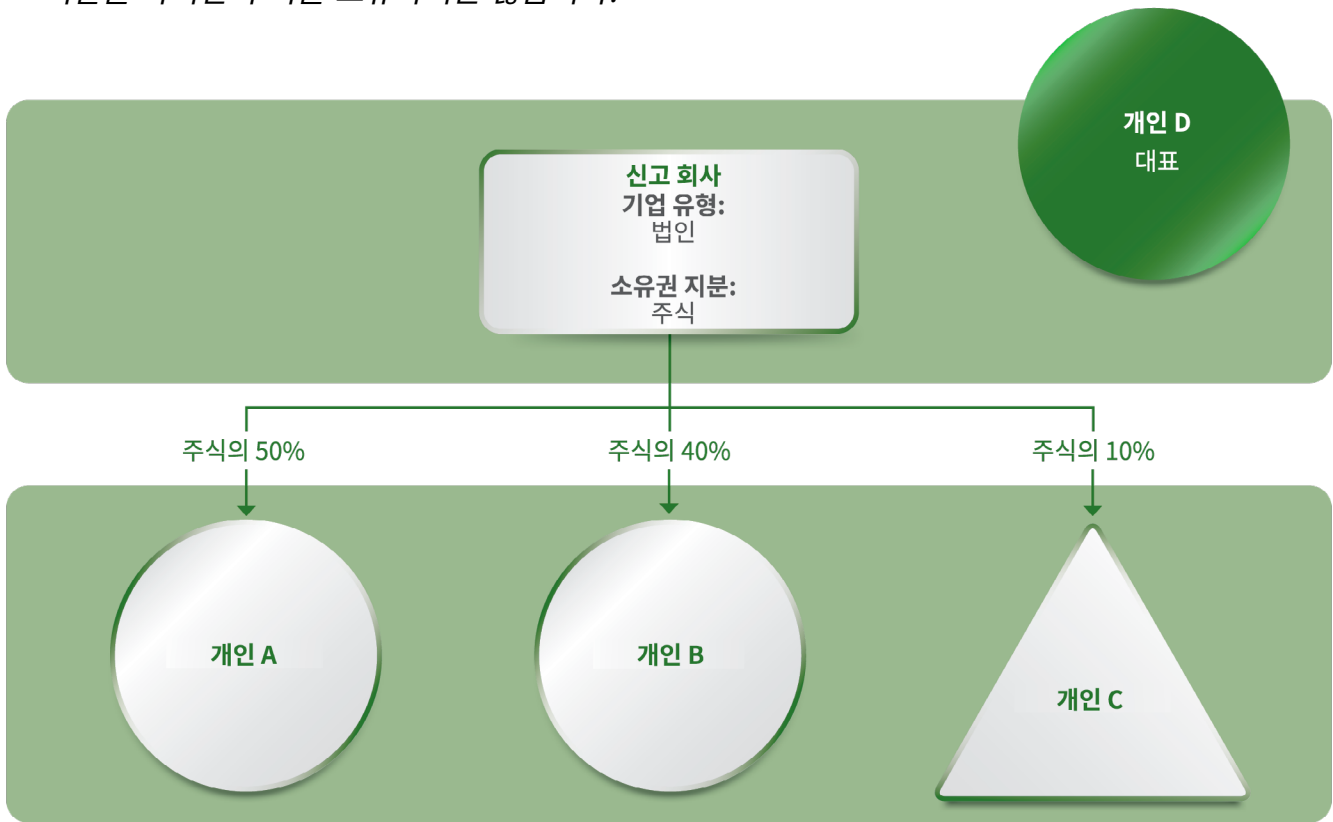 개인 D
대표
신고 회사
기업 유형:
법인
소유권 지분:
주식
주식의 50%
주식의 40%
주식의 10%
개인 A
개인 B
개인 C